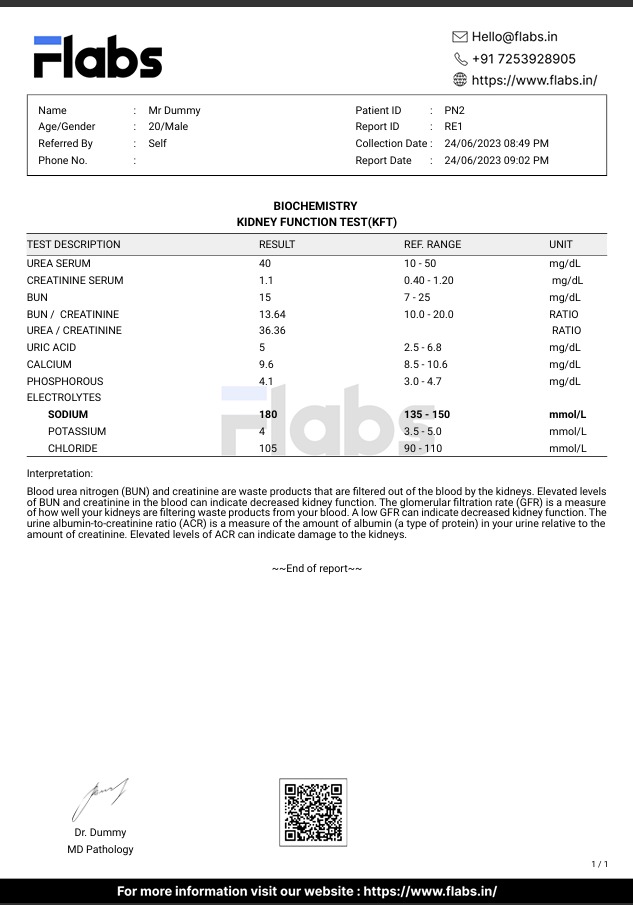 Flabs
Hello@flabs.in
+91 7253928905
https://www.flabs.in/
Name : Mr Dummy Patient ID : PN2
Age/Gender : 20/Male Report ID : RE1
Referred By : Self Collection Date : 24/06/2023 08:49 PM
Phone No. : Report Date : 24/06/2023 09:02 PM
BIOCHEMISTRY
KIDNEY FUNCTION TEST(KFT)
TEST DESCRIPTION RESULT REF. RANGE UNIT
UREA SERUM 40 10 - 50 mg/dL
CREATININE SERUM 1.1 0.40 - 1.20 mg/dL
BUN 15 7 - 25 mg/dL
BUN / CREATININE 13.64 10.0 - 20.0 RATIO
UREA / CREATININE 36.36 RATIO
URIC ACID 5 2.5 - 6.8 mg/dL
CALCIUM 9.6 8.5 - 10.6 mg/dL
PHOSPHOROUS 4.1 3.0 - 4.7 mg/dL
ELECTROLYTES
SODIUM 180 135 - 150 mmol/L
POTASSIUM 4 3.5 - 5.0 mmol/L
CHLORIDE 105 90 - 110 mmol/L
Flabs
Interpretation:
Blood urea nitrogen (BUN) and creatinine are waste products that are filtered out of the blood by the kidneys. Elevated levels
of BUN and creatinine in the blood can indicate decreased kidney function. The glomerular filtration rate (GFR) is a measure
of how well your kidneys are filtering waste products from your blood. A low GFR can indicate decreased kidney function. The
urine albumin-to-creatinine ratio (ACR) is a measure of the amount of albumin (a type of protein) in your urine relative to the
amount of creatinine. Elevated levels of ACR can indicate damage to the kidneys.
~~End of report~~
Dr. Dummy
MD Pathology
1 / 1
For more information visit our website : https://www.flabs.in/